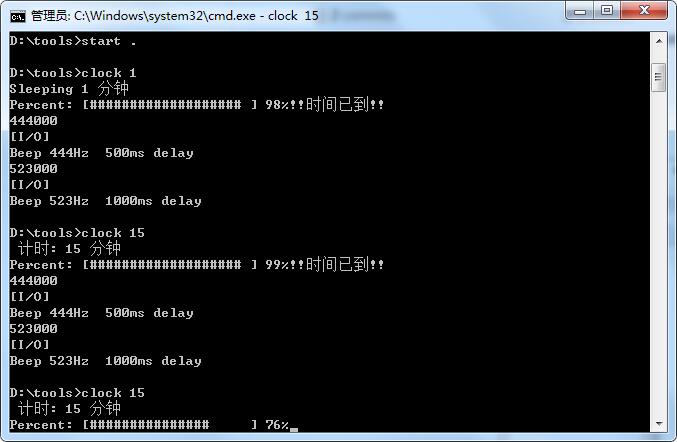 管理员: C:\Windows\system32\cmd.exe - clock  15
D:\tools>start .
D:\tools>clock 1
Sleeping 1 分钟
Percent: [################### ] 98%!!时间已到!!
444000
[I/O]
Beep 444Hz  500ms delay
523000
[I/O]
Beep 523Hz  1000ms delay
D:\tools>clock 15
 计时: 15 分钟
Percent: [################### ] 99%!!时间已到!!
444000
[I/O]
Beep 444Hz  500ms delay
523000
[I/O]
Beep 523Hz  1000ms delay
D:\tools>clock 15
 计时: 15 分钟
Percent: [###############     ] 76%